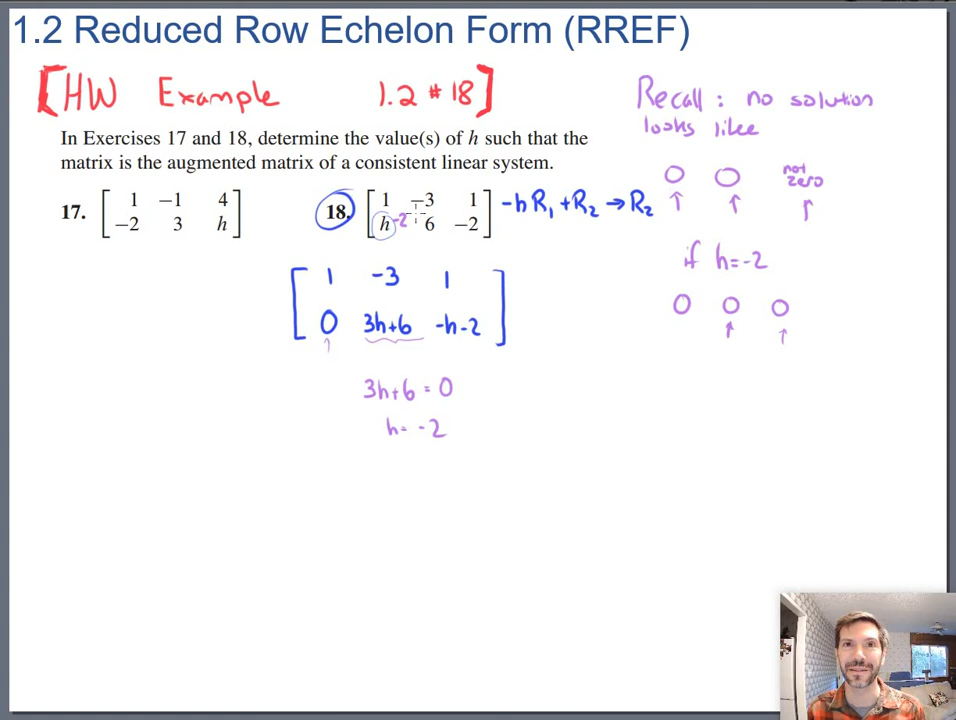 1.2 Reduced Row Echelon Form (RREF)
[HW Example 1.2 # 18]
Recall : no solution
looks like
0 0 not zero
↑ ↑ ↑
In Exercises 17 and 18, determine the value(s) of h such that the
matrix is the augmented matrix of a consistent linear system.
17. [ 1 −1 4
−2 3 h ]
18. [ 1 −3 1
h -2 6 −2 ]
-h R₁ + R₂ → R₂
if h=-2
0 0 0
↑ ↑
[ 1 -3 1
0 3h+6 -h-2 ]
↑
3h+6 = 0
h= -2